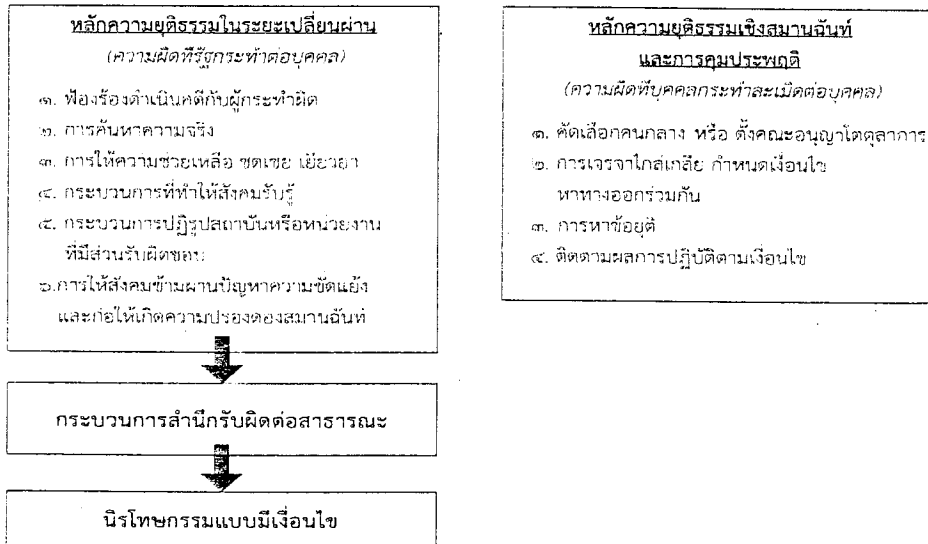 หลักความยุติธรรมในระยะเปลี่ยนผ่าน
(ความผิดที่รัฐกระทำต่อบุคคล)
๑. ฟ้องร้องดำเนินคดีกับผู้กระทำผิด
๒. การค้นหาความจริง
๓. การให้ความช่วยเหลือ ชดเชย เยียวยา
๔. กระบวนการที่ทำให้สังคมรับรู้
๕. กระบวนการปฏิรูปสถาบันหรือหน่วยงาน
ที่มีส่วนรับผิดชอบ
๖.การให้สังคมข้ามผ่านปัญหาความขัดแย้ง
และก่อให้เกิดความปรองดองสมานฉันท์
กระบวนการสำนึกรับผิดต่อสาธารณะ
นิรโทษกรรมแบบมีเงื่อนไข
หลักความยุติธรรมเชิงสมานฉันท์
และการคุมประพฤติ
(ความผิดที่บุคคลกระทำละเมิดต่อบุคคล)
๑. คัดเลือกคนกลาง หรือ ตั้งคณะอนุญาโตตุลาการ
๒. การเจรจาไกล่เกลี่ย กำหนดเงื่อนไข
หาทางออกร่วมกัน
๓. การหาข้อยุติ
๔. ติดตามผลการปฏิบัติตามเงื่อนไข